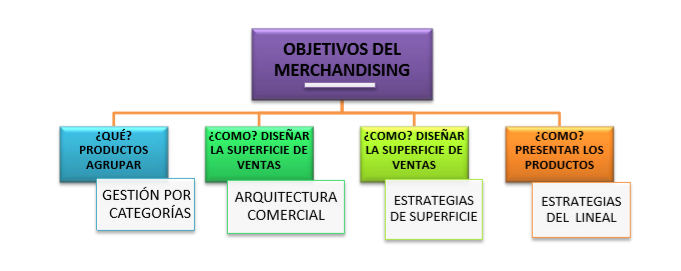 OBJETIVOS DEL
MERCHANDISING
¿QUÉ?
PRODUCTOS
AGRUPAR
GESTIÓN POR
CATEGORÍAS
¿COMO? DISEÑAR
LA SUPERFICIE DE
VENTAS
ARQUITECTURA
COMERCIAL
¿COMO? DISEÑAR
LA SUPERFICIE DE
VENTAS
ESTRATEGIAS
DE SUPERFICIE
¿COMO?
PRESENTAR LOS
PRODUCTOS
ESTRATEGIAS
DEL LINEAL